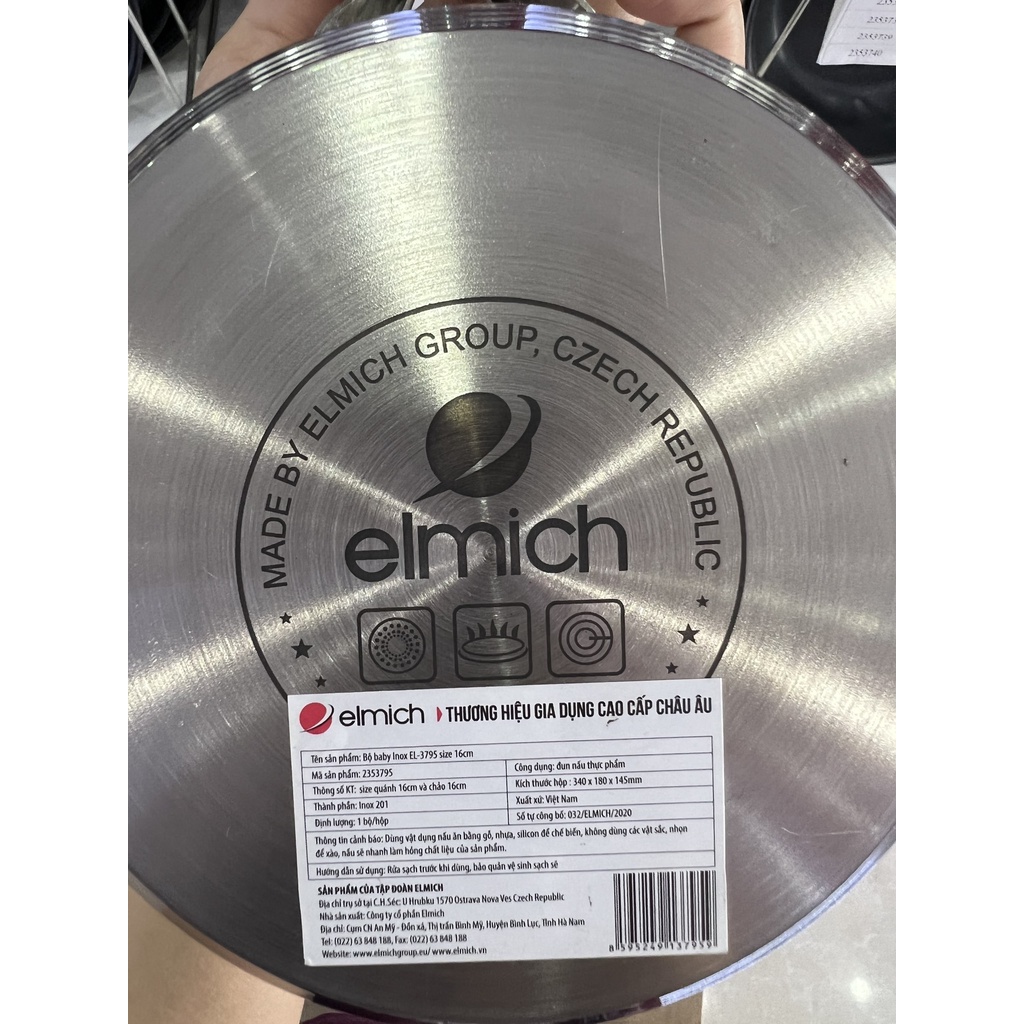 2353739
2353740
MADE BY ELMICH GROUP, CZECH REPUBLIC
elmich
elmich THƯƠNG HIỆU GIA DỤNG CAO CẤP CHÂU ÂU
Tên sản phẩm: Bộ baby Inox EL-3795 size 16cm
Mã sản phẩm: 2353795
Công dụng: đun nấu thực phẩm
Thông số KT: size quánh 16cm và chảo 16cm
Kích thước hộp : 340 x 180 x 145mm
Thành phần: Inox 201
Xuất xứ: Việt Nam
Định lượng: 1 bộ/hộp
Số tự công bố: 032/ELMICH/2020
Thông tin cảnh báo: Dùng vật dụng nấu ăn bằng gỗ, nhựa, silicon để chế biến, không dùng các vật sắc, nhọn
để xào, nấu sẽ nhanh làm hỏng chất liệu của sản phẩm.
Hướng dẫn sử dụng: Rửa sạch trước khi dùng, bảo quản vệ sinh sạch sẽ
SẢN PHẨM CỦA TẬP ĐOÀN ELMICH
Địa chỉ trụ sở tại C.H.Séc: U Hrubku 1570 Ostrava Nova Ves Czech Republic
Nhà sản xuất: Công ty cổ phần Elmich
Địa chỉ: Cụm CN An Mỹ - Đồn xá, Thị trấn Bình Mỹ, Huyện Bình Lục, Tỉnh Hà Nam
Tel: (022) 63 848 188, Fax: (022) 63 848 188
Website: www.elmichgroup.eu/ www.elmich.vn
8 595249 137959